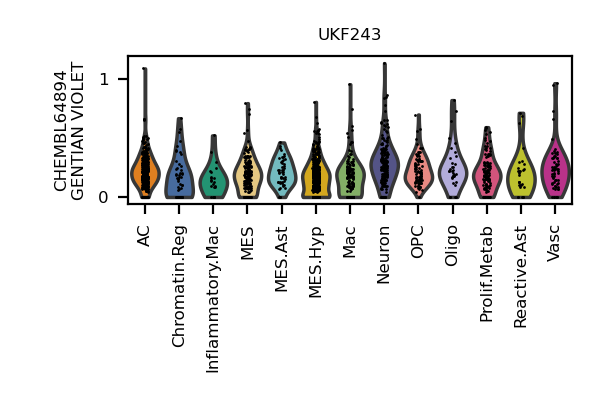 UKF243
CHEMBL64894
GENTIAN VIOLET
1
0
AC
Chromatin.Reg
Inflammatory.Mac
MES
MES.Ast
MES.Hyp
Mac
Neuron
OPC
Oligo
Prolif.Metab
Reactive.Ast
Vasc